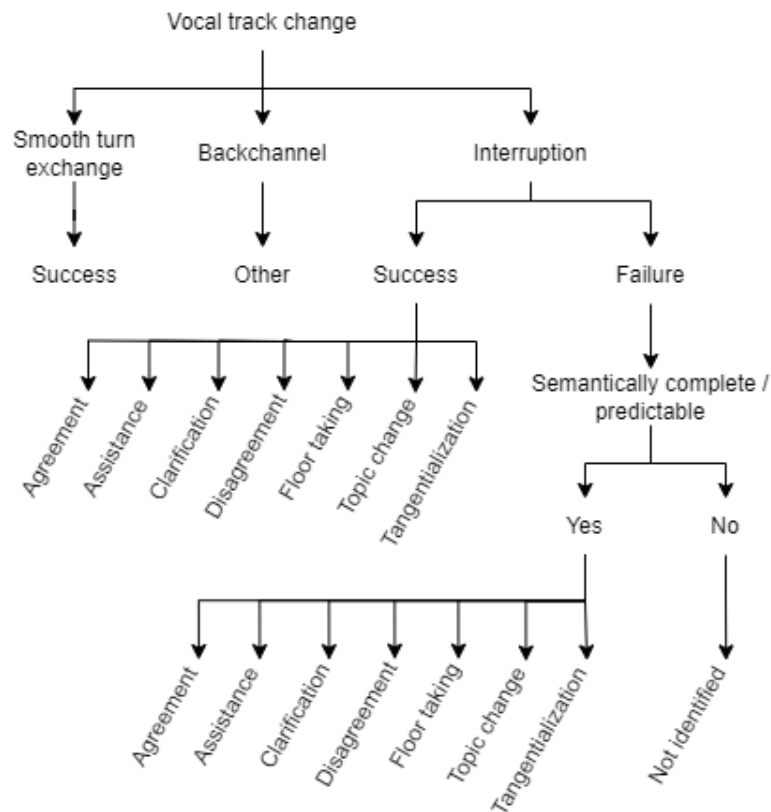 Vocal track change
Smooth turn
exchange
Backchannel
Interruption
Success
Other
Success
Failure
Agreement
Assistance
Clarification
Disagreement
Floor taking
Topic change
Tangentialization
Semantically complete /
predictable
Yes
No
Agreement
Assistance
Clarification
Disagreement
Floor taking
Topic change
Tangentialization
Not identified